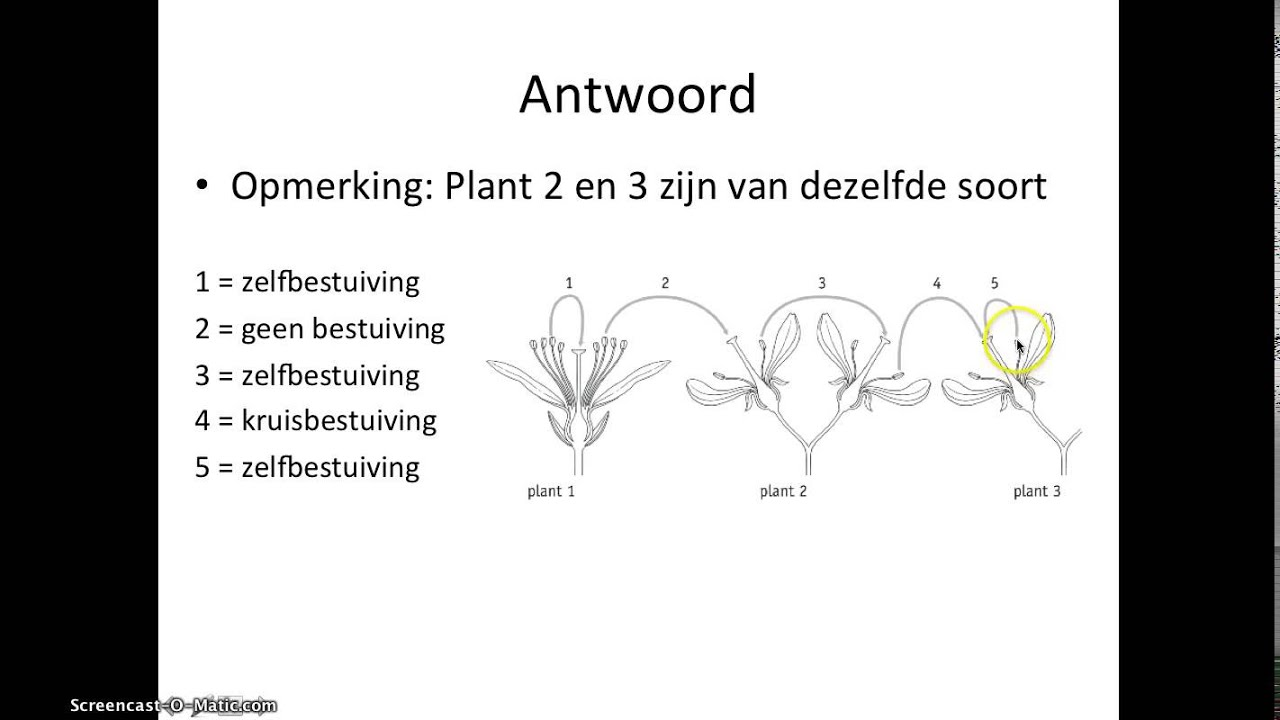 Antwoord
• Opmerking: Plant 2 en 3 zijn van dezelfde soort
1 = zelfbestuiving
2 = geen bestuiving
3 = zelfbestuiving
4 = kruisbestuiving
5 = zelfbestuiving
1 2 3 4 5
plant 1 plant 2 plant 3
Screencast-O-Matic.com